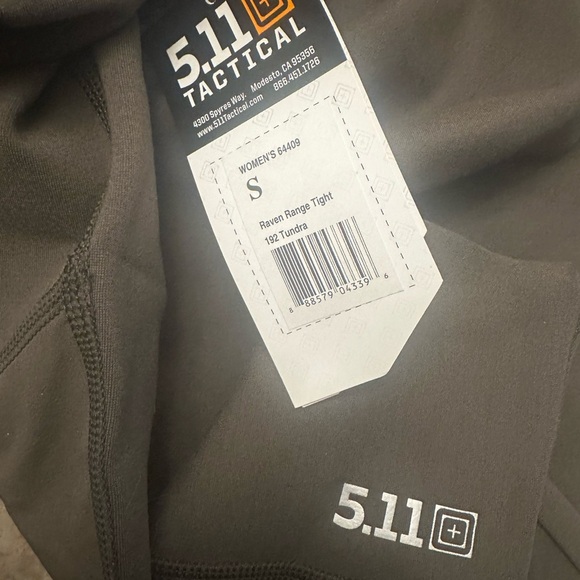 5.11
TACTICAL
4300 Spyres Way. Modesto, CA 95356
www.511Tactical.com 866.451.1726
WOMEN'S 64409
S
Raven Range Tight
192 Tundra
8 88579 04339 6
5.11